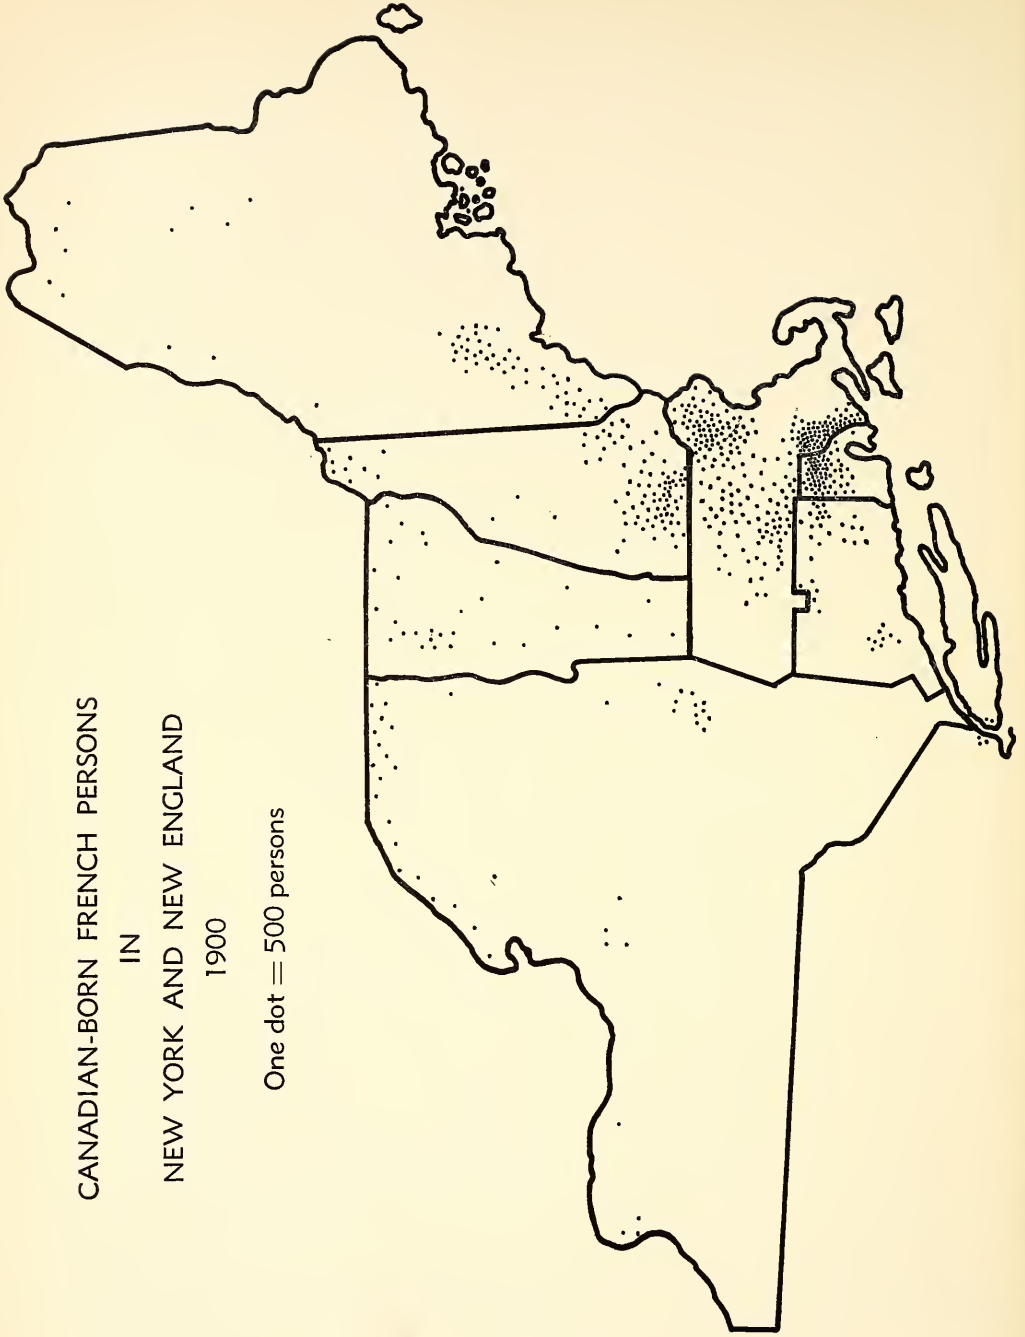 CANADIAN-BORN FRENCH PERSONS
IN
NEW YORK AND NEW ENGLAND
1900
One dot = 500 persons